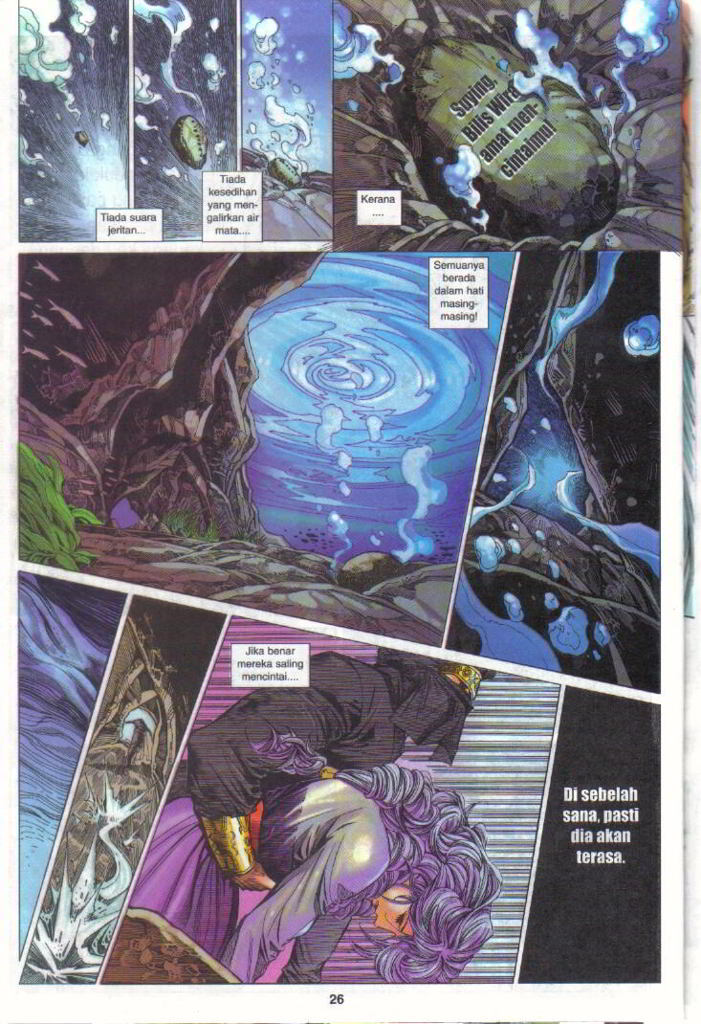 Tiada suara
jeritan...
Tiada
kesedihan
yang men-
galirkan air
mata....
Kerana
....
Suying,
Bilis Wira
amat men-
cintaimu!
Semuanya
berada
dalam hati
masing-
masing!
Jika benar
mereka saling
mencintai....
Di sebelah
sana, pasti
dia akan
terasa.
26